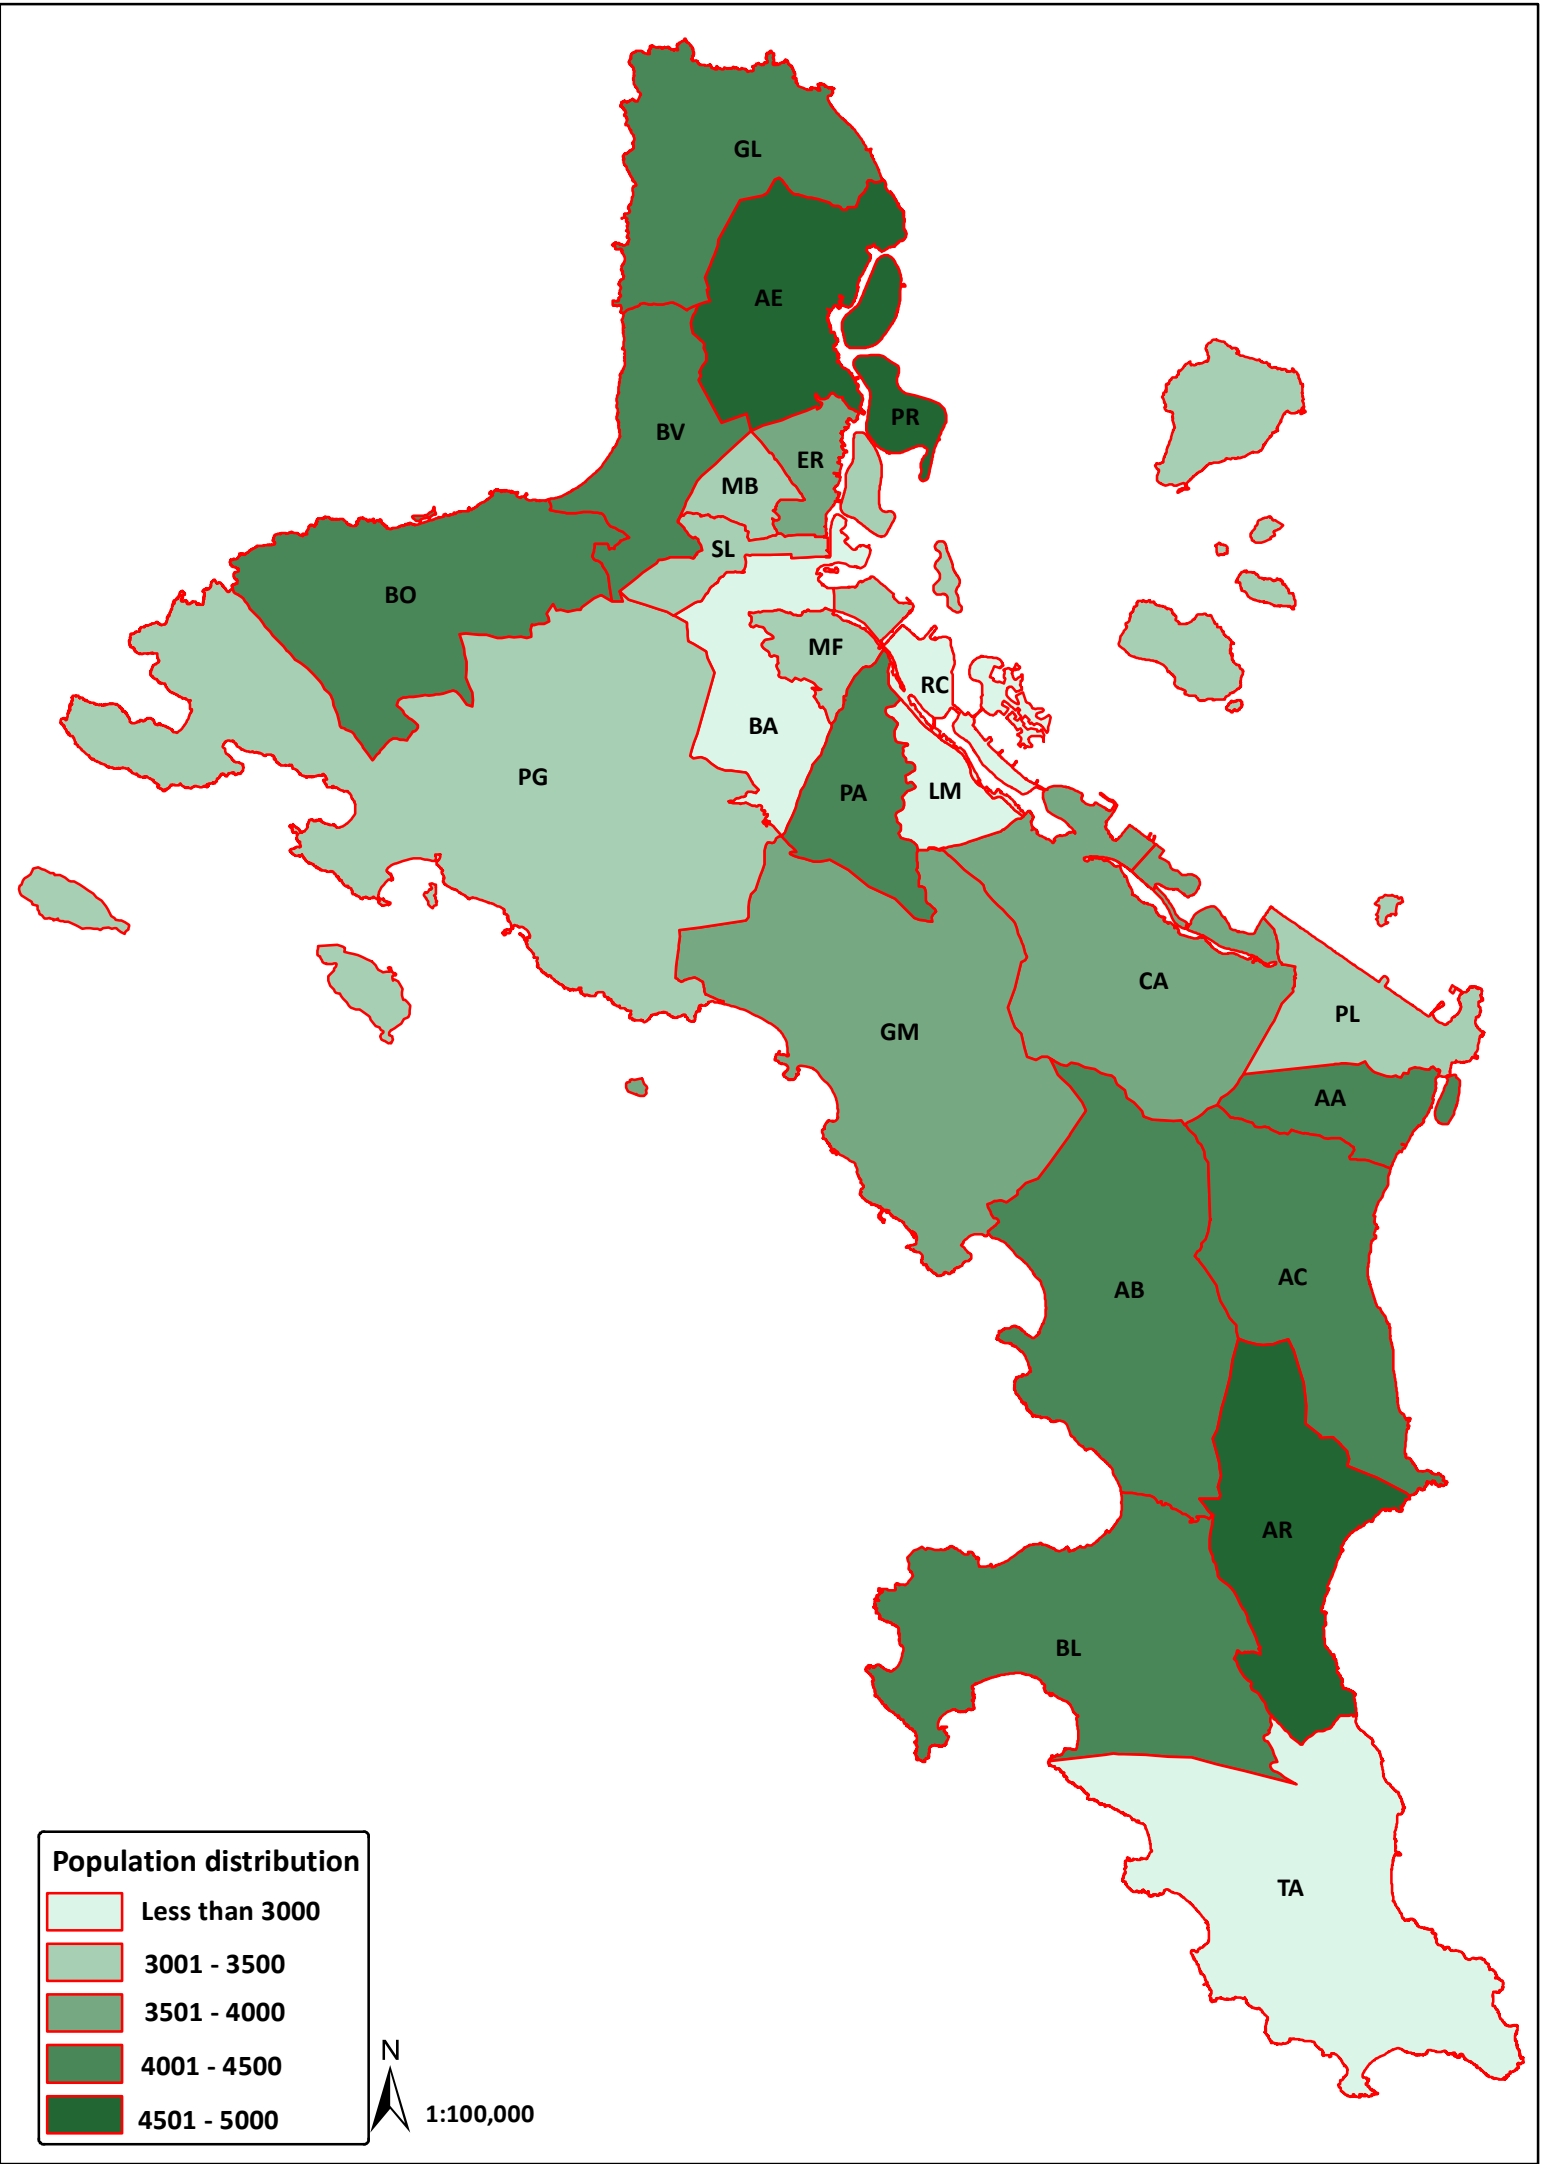 GL
AE
PR
BV
ER
MB
SL
BO
MF
RC
BA
PG
PA
LM
CA
PL
GM
AA
AC
AB
AR
BL
TA
Population distribution
Less than 3000
3001 - 3500
3501 - 4000
4001 - 4500
4501 - 5000
N
1:100,000